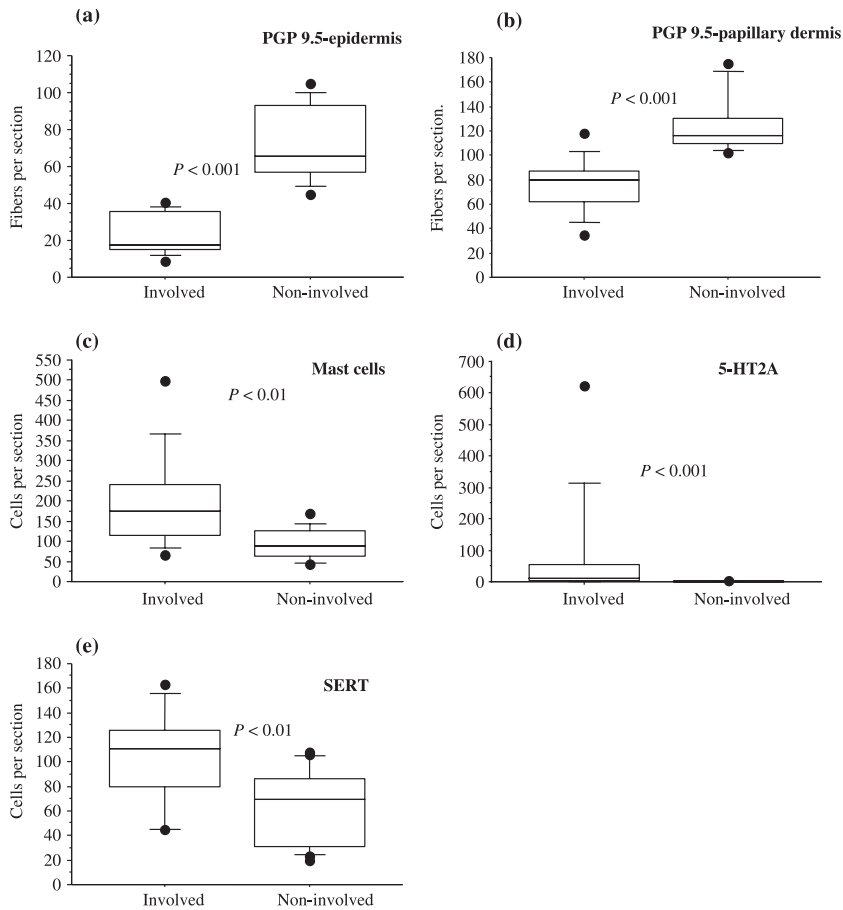 (a)
PGP 9.5-epidermis
Fibers per section
120
100
80
60
40
20
0
P < 0.001
Involved
Non-involved
(b)
PGP 9.5-papillary dermis
Fibers per section.
180
160
140
120
100
80
60
40
20
0
P < 0.001
Involved
Non-involved
(c)
Mast cells
Cells per section
550
500
450
400
350
300
250
200
150
100
50
0
P < 0.01
Involved
Non-involved
(d)
5-HT2A
Cells per section
700
600
500
400
300
200
100
0
P < 0.001
Involved
Non-involved
(e)
SERT
Cells per section
180
160
140
120
100
80
60
40
20
0
P < 0.01
Involved
Non-involved